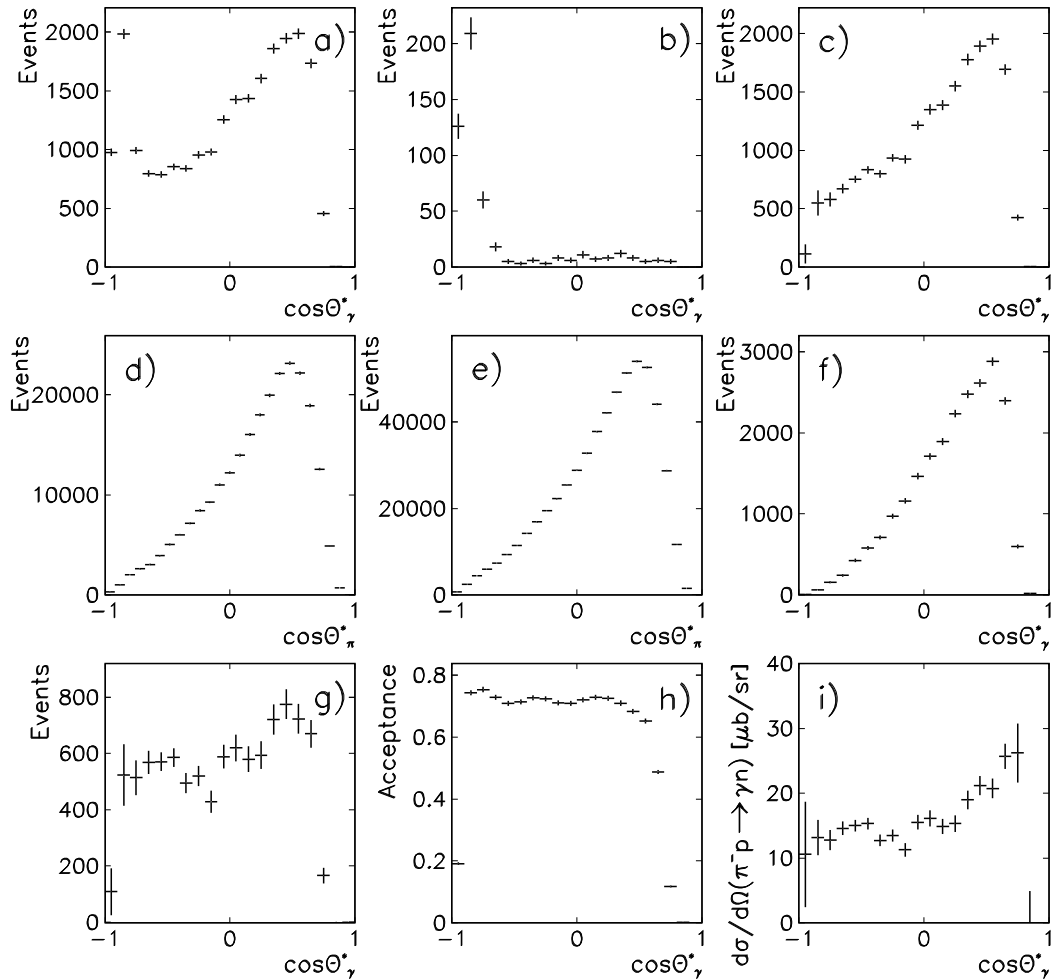 Events
2000
1500
1000
500
0
a)
-1
0
1
cosΘ*γ
Events
200
150
100
50
0
b)
-1
0
1
cosΘ*γ
Events
2000
1500
1000
500
0
c)
-1
0
1
cosΘ*γ
Events
20000
10000
0
d)
-1
0
1
cosΘ*π
Events
40000
20000
0
e)
-1
0
1
cosΘ*π
Events
3000
2000
1000
0
f)
-1
0
1
cosΘ*γ
Events
800
600
400
200
0
g)
-1
0
1
cosΘ*γ
Acceptance
0.8
0.6
0.4
0.2
0
h)
-1
0
1
cosΘ*γ
dσ/dΩ(π⁻p → γn) [μb/sr]
40
30
20
10
0
i)
-1
0
1
cosΘ*γ